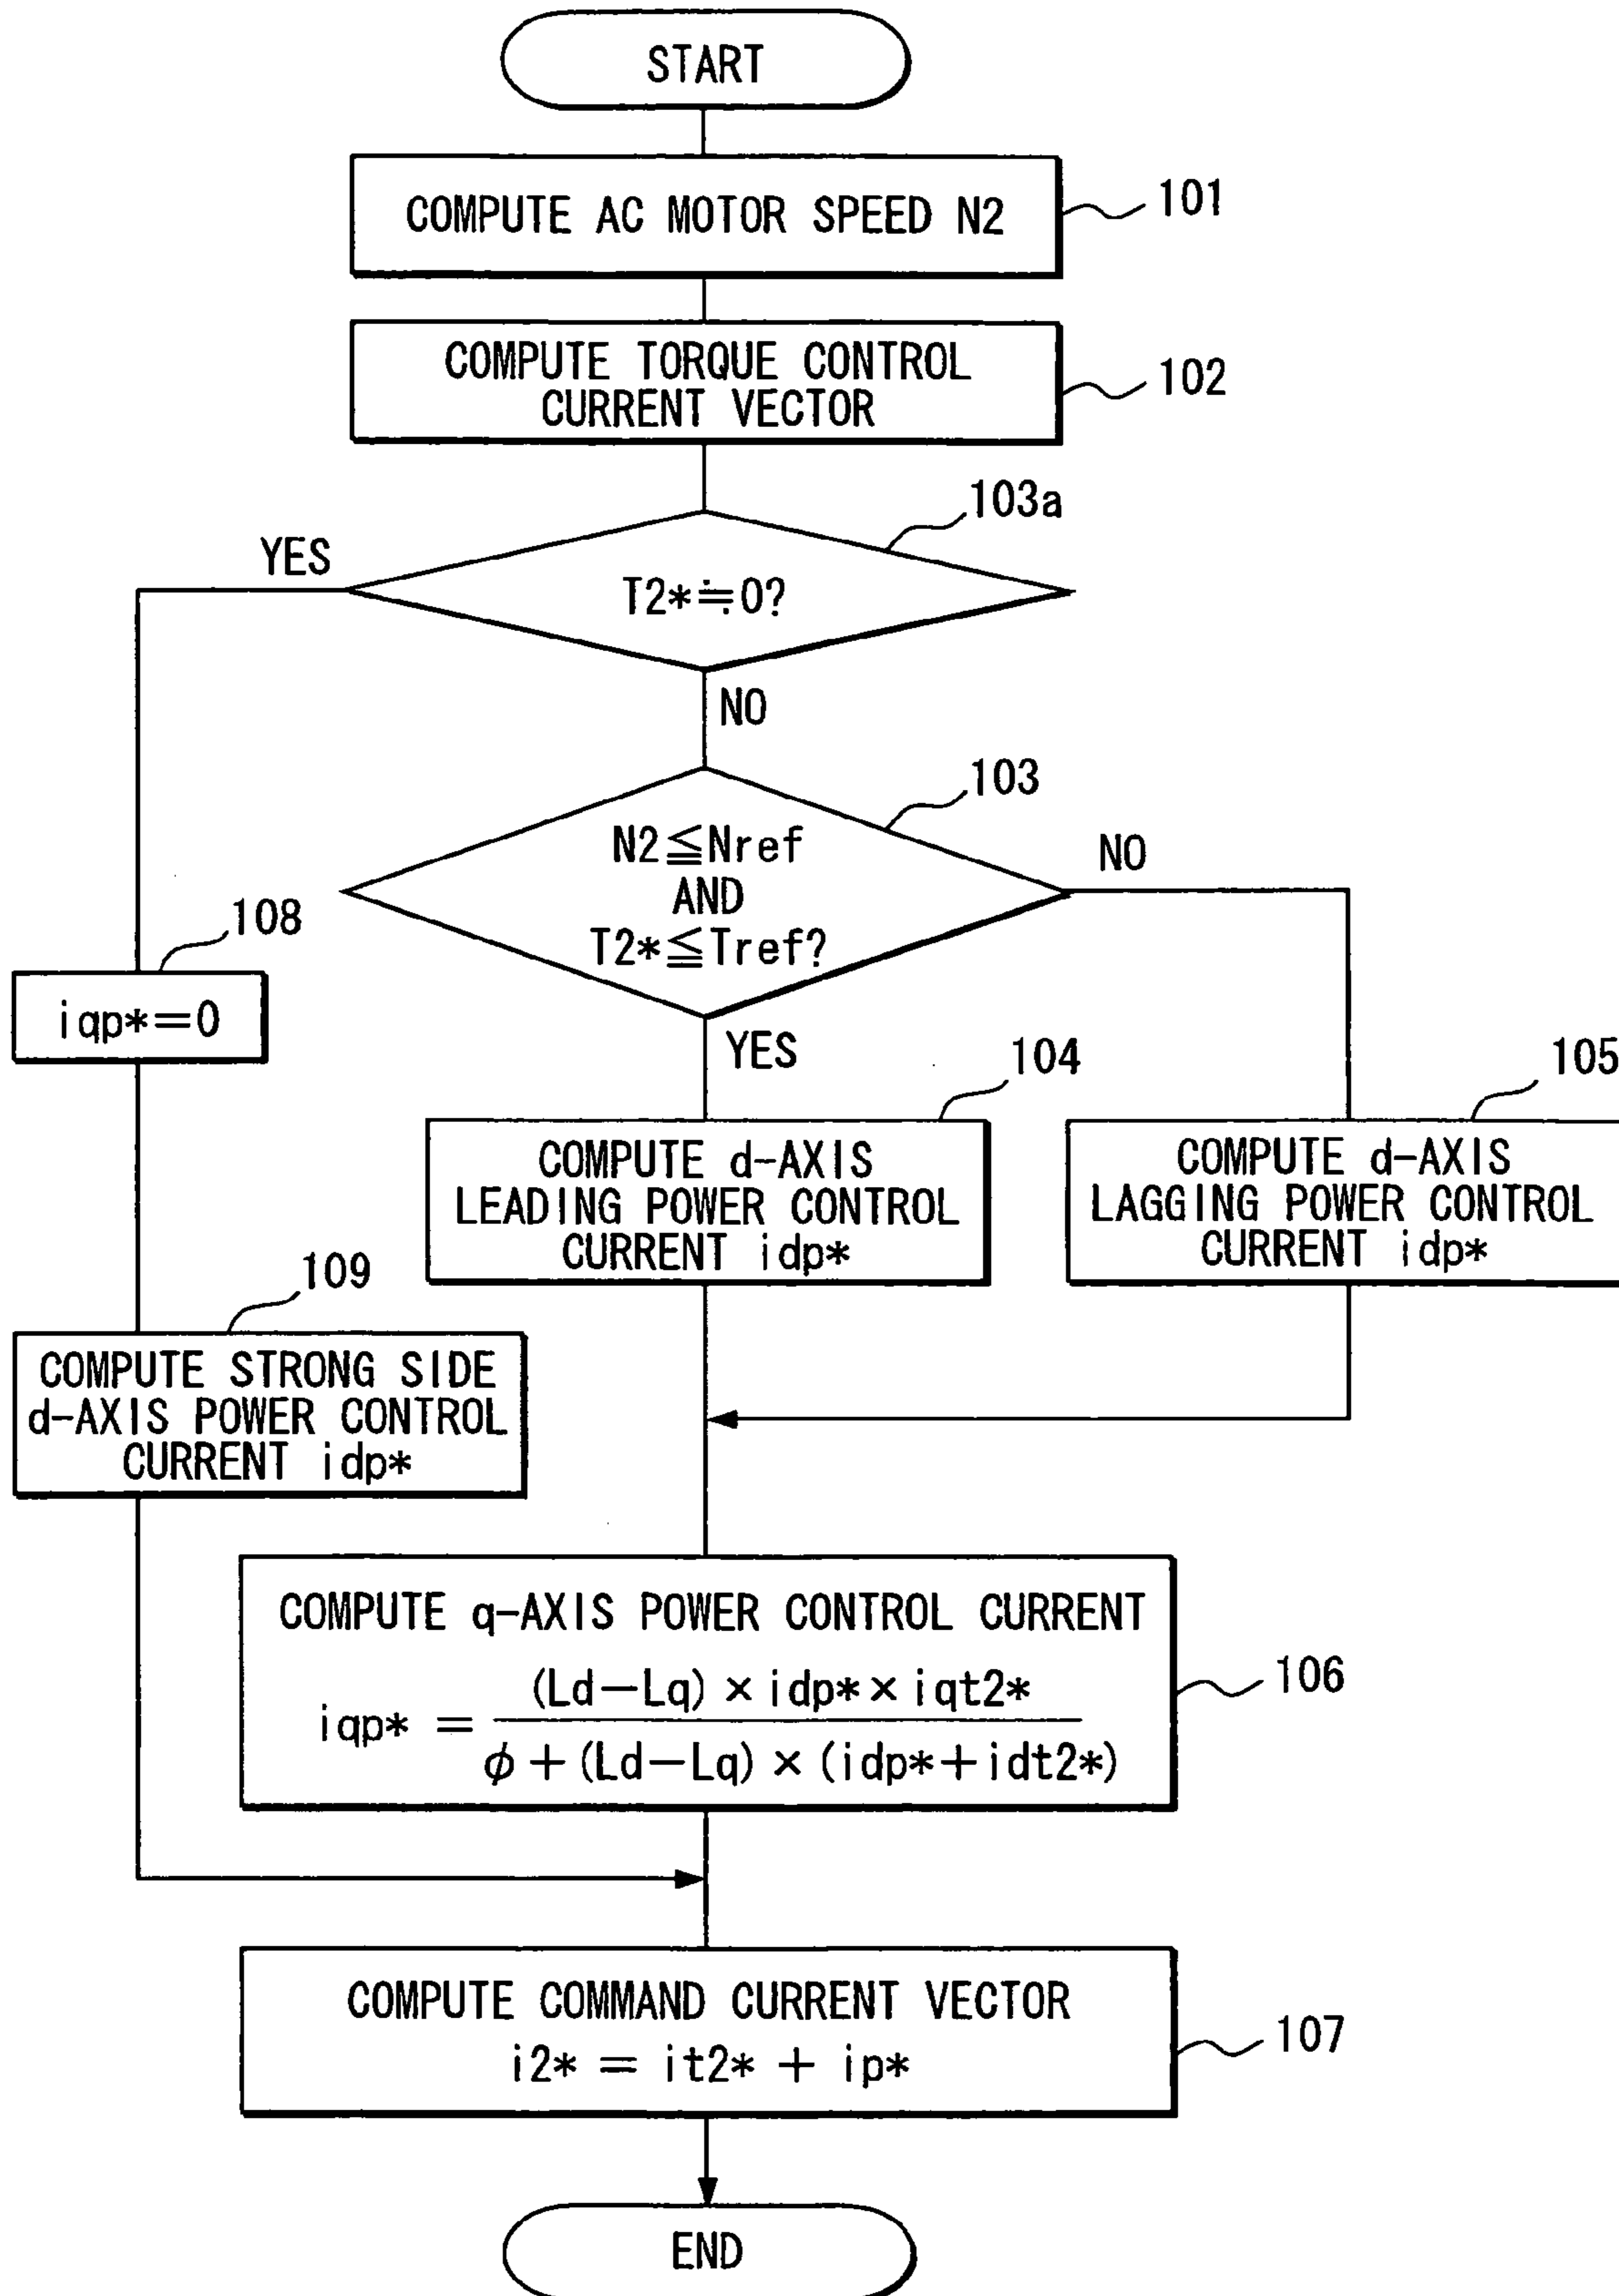 START
COMPUTE AC MOTOR SPEED N2
101
COMPUTE TORQUE CONTROL
CURRENT VECTOR
102
103a
YES
T2*≒0?
NO
103
N2≦Nref
AND
T2*≦Tref?
NO
YES
108
iqp*=0
104
COMPUTE d-AXIS
LEADING POWER CONTROL
CURRENT idp*
105
COMPUTE d-AXIS
LAGGING POWER CONTROL
CURRENT idp*
109
COMPUTE STRONG SIDE
d-AXIS POWER CONTROL
CURRENT idp*
COMPUTE q-AXIS POWER CONTROL CURRENT
(Ld-Lq) × idp* × iqt2*
iqp* =
φ + (Ld-Lq) × (idp*+idt2*)
106
COMPUTE COMMAND CURRENT VECTOR
i2* = it2* + ip*
107
END